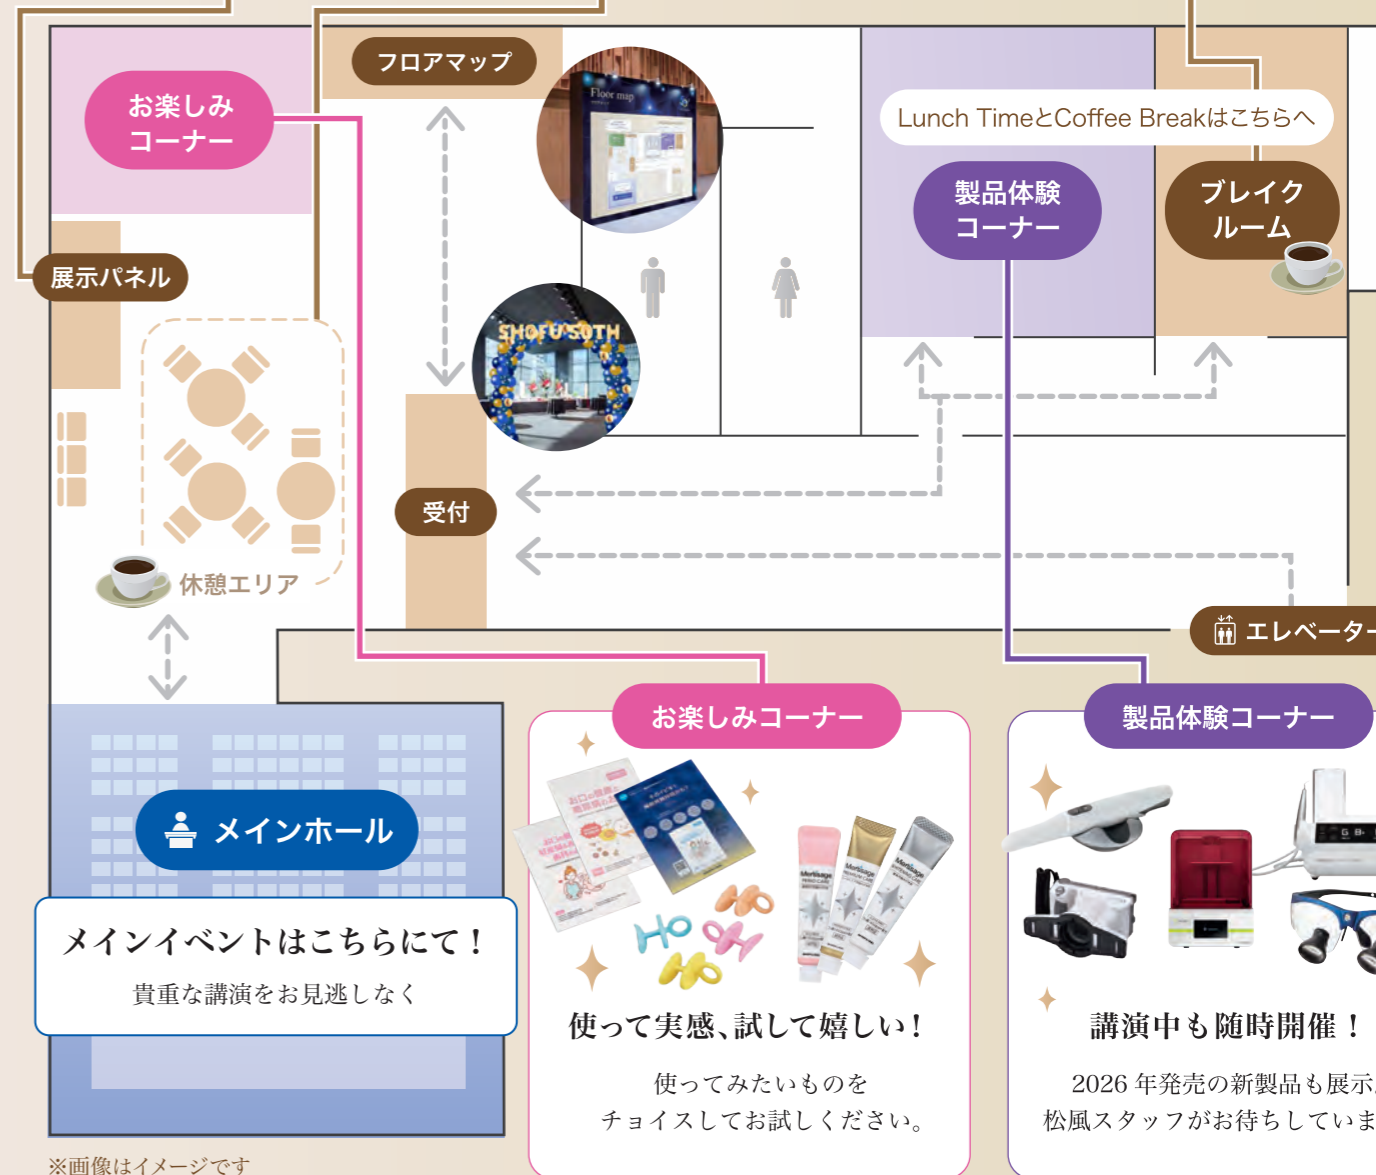 フロアマップ
お楽しみ
コーナー
Floor map
Lunch TimeとCoffee Breakはこちらへ
製品体験
コーナー
ブレイク
ルーム
展示パネル
SHOFU 50TH
受付
休憩エリア
エレベーター
お楽しみコーナー
製品体験コーナー
メインホール
Meritsage
Meritsage
Meritsage
メインイベントはこちらにて!
貴重な講演をお見逃しなく
使って実感、試して嬉しい!
使ってみたいものを
チョイスしてお試しください。
講演中も随時開催!
2026年発売の新製品も展示
松風スタッフがお待ちしていま
※画像はイメージです